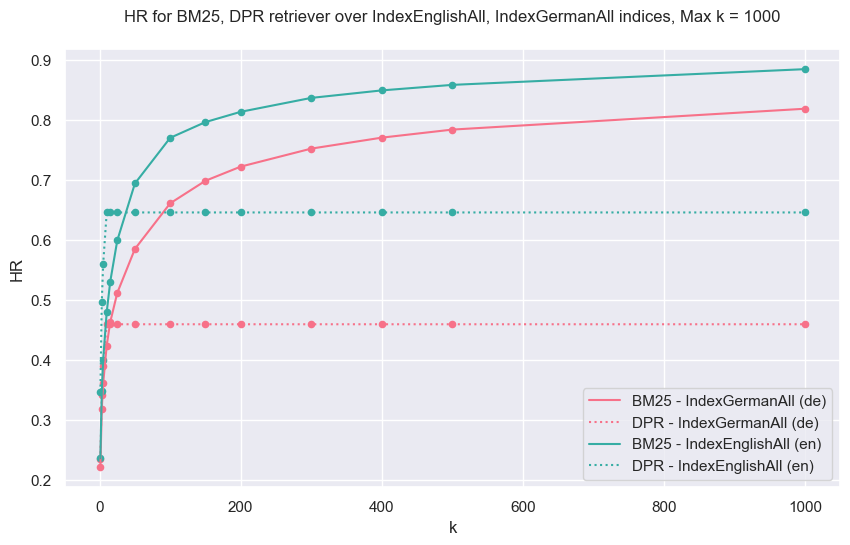 HR for BM25, DPR retriever over IndexEnglishAll, IndexGermanAll indices, Max k = 1000
HR
0.9
0.8
0.7
0.6
0.5
0.4
0.3
0.2
0
200
400
600
800
1000
k
BM25 - IndexGermanAll (de)
DPR - IndexGermanAll (de)
BM25 - IndexEnglishAll (en)
DPR - IndexEnglishAll (en)